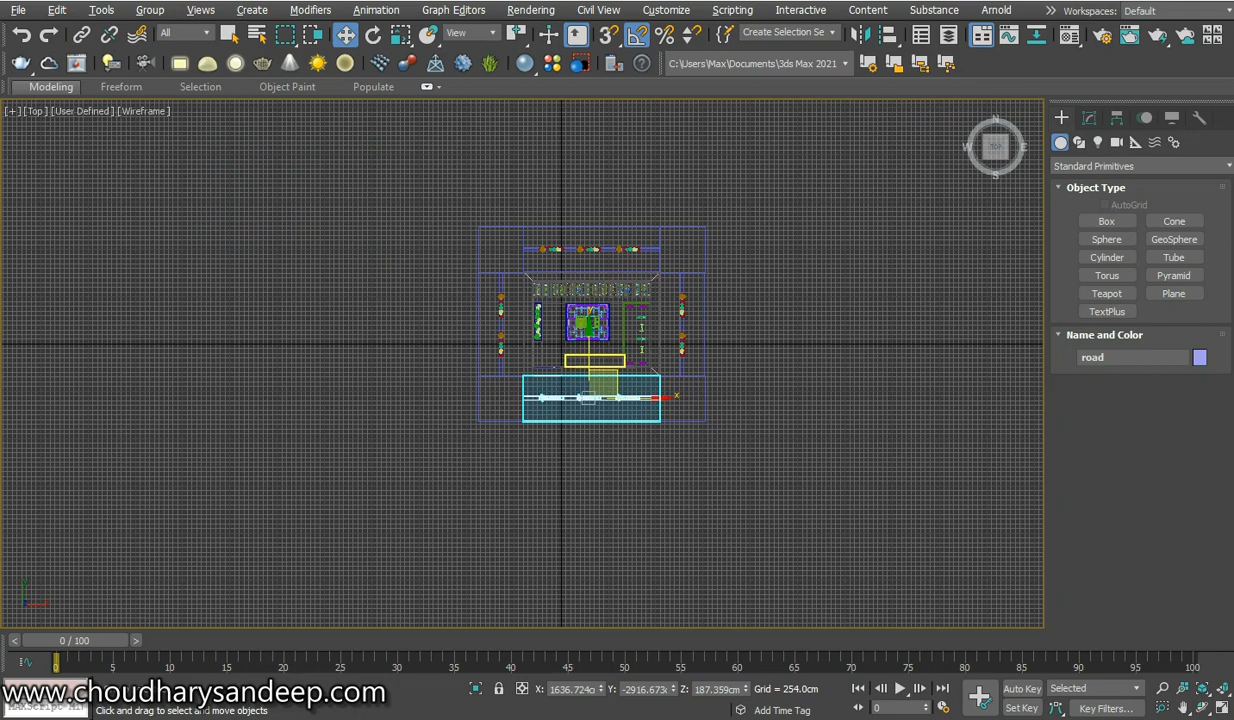 File Edit Tools Group Views Create Modifiers Animation Graph Editors Rendering Civil View Customize Scripting Interactive Content Substance Arnold Workspaces: Default
All View Create Selection Se
C:\Users\Max\Documents\3ds Max 2021
Modeling Freeform Selection Object Paint Populate
[+] [Top] [User Defined] [Wireframe]
N
W TOP E
S
Standard Primitives
Object Type
AutoGrid
Box Cone
Sphere GeoSphere
Cylinder Tube
Torus Pyramid
Teapot Plane
TextPlus
Name and Color
road
x
< 0 / 100 >
0 5 10 15 20 25 30 35 40 45 50 55 60 65 70 75 80 85 90 95 100
X: 1636.724c Y: -2916.673c Z: 187.359cm Grid = 254.0cm Auto Key Selected
www.choudharysandeep.com
Click and drag to select and move objects Add Time Tag 0 Set Key Key Filters...